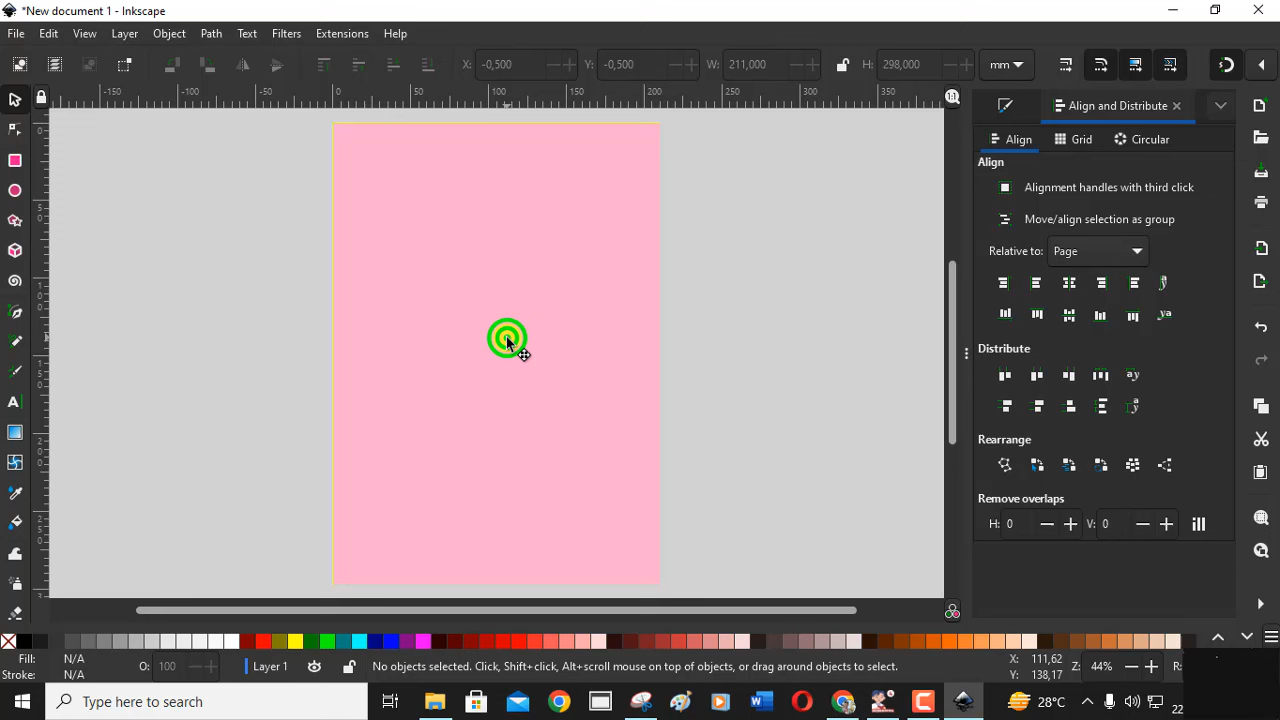 *New document 1 - Inkscape
File Edit View Layer Object Path Text Filters Extensions Help
X: -0,500 Y: -0,500 W: 211,000 H: 298,000 mm
-150 -100 -50 0 50 100 150 200 250 300 350
1:1
Align and Distribute
Align Grid Circular
Align
Alignment handles with third click
Move/align selection as group
Relative to: Page
Distribute
Rearrange
Remove overlaps
H: 0 V: 0
Fill: N/A
Stroke: N/A
O: 100
Layer 1
No objects selected. Click, Shift+click, Alt+scroll mouse on top of objects, or drag around objects to select.
X: 111,62
Y: 138,17
Z: 44%
R:
Type here to search
28°C
22